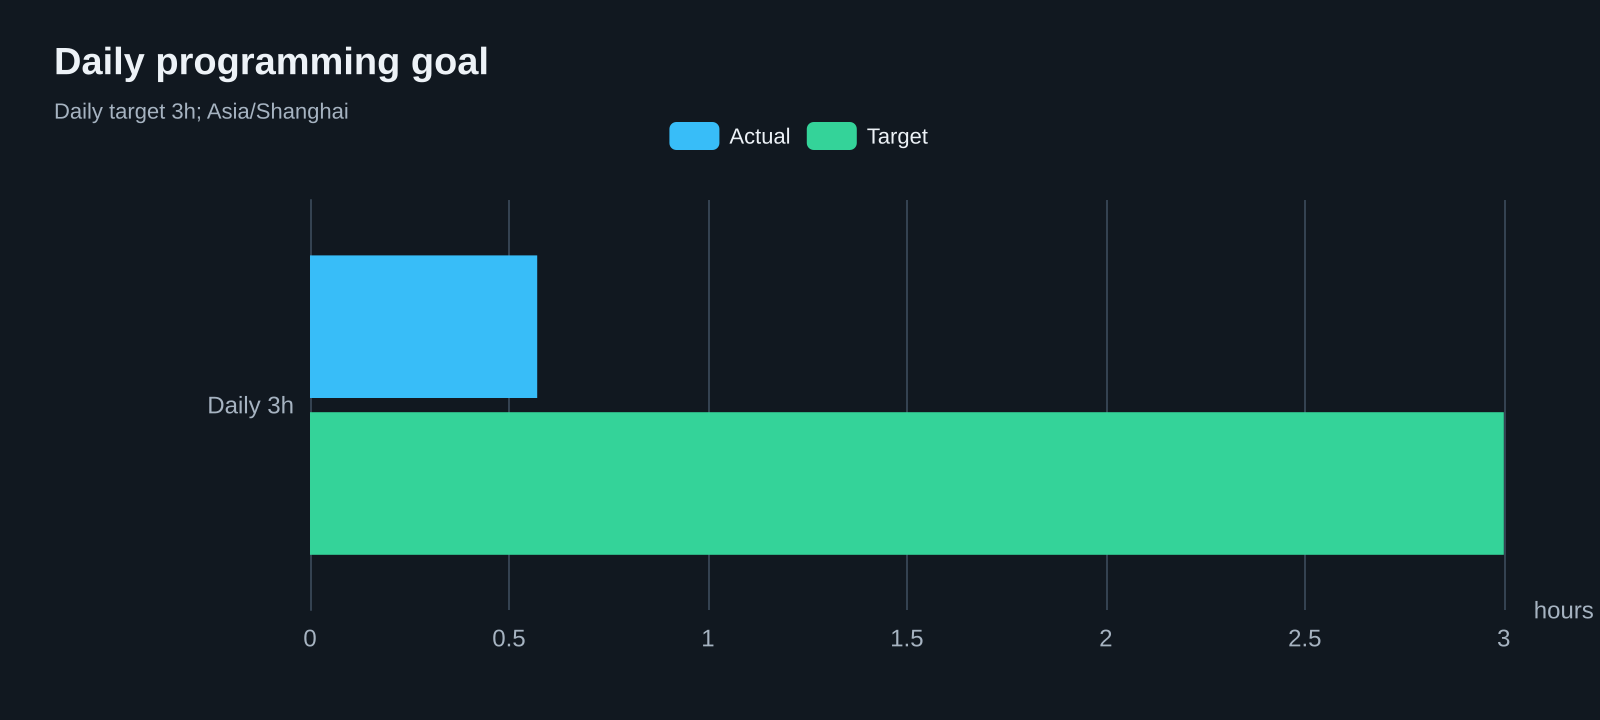 Daily programming goal
Daily target 3h; Asia/Shanghai
Actual Target
Daily 3h
hours
0 0.5 1 1.5 2 2.5 3